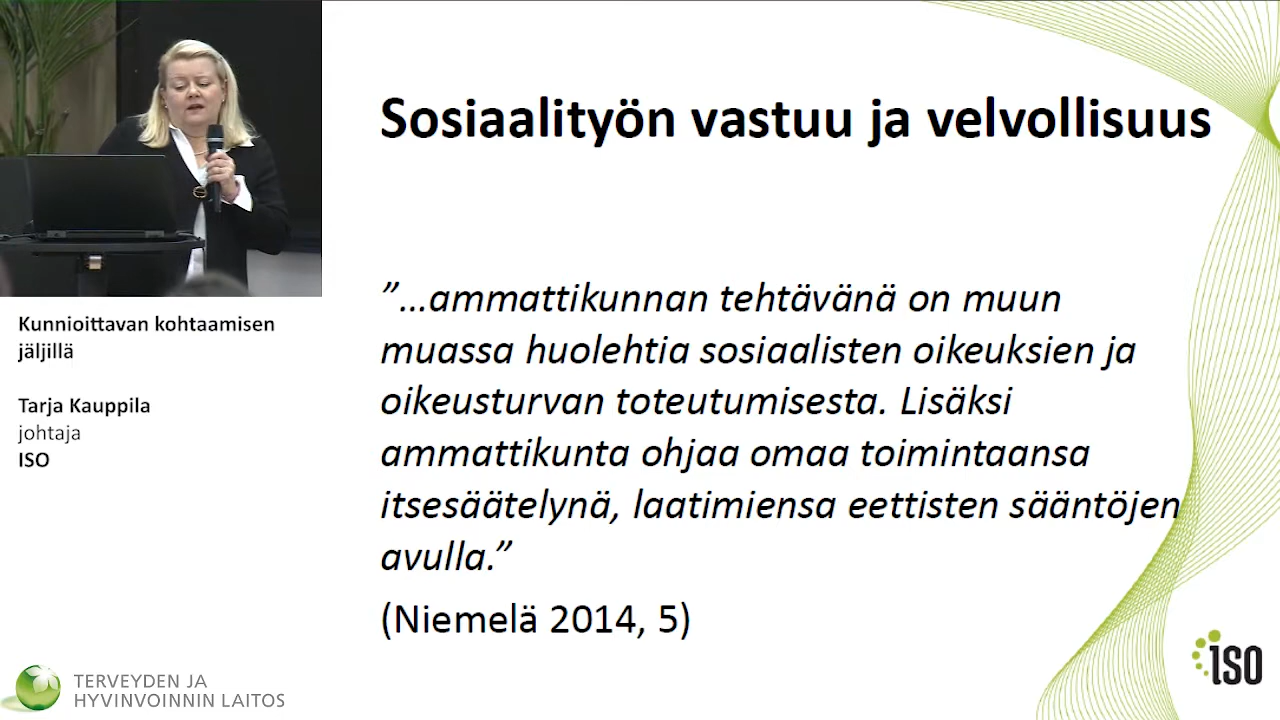 Sosiaalityön vastuu ja velvollisuus
”…ammattikunnan tehtävänä on muun
muassa huolehtia sosiaalisten oikeuksien ja
oikeusturvan toteutumisesta. Lisäksi
ammattikunta ohjaa omaa toimintaansa
itsesäätelynä, laatimiensa eettisten sääntöjen
avulla.”
(Niemelä 2014, 5)
Kunnioittavan kohtaamisen
jäljillä
Tarja Kauppila
johtaja
ISO
TERVEYDEN JA
HYVINVOINNIN LAITOS
iso